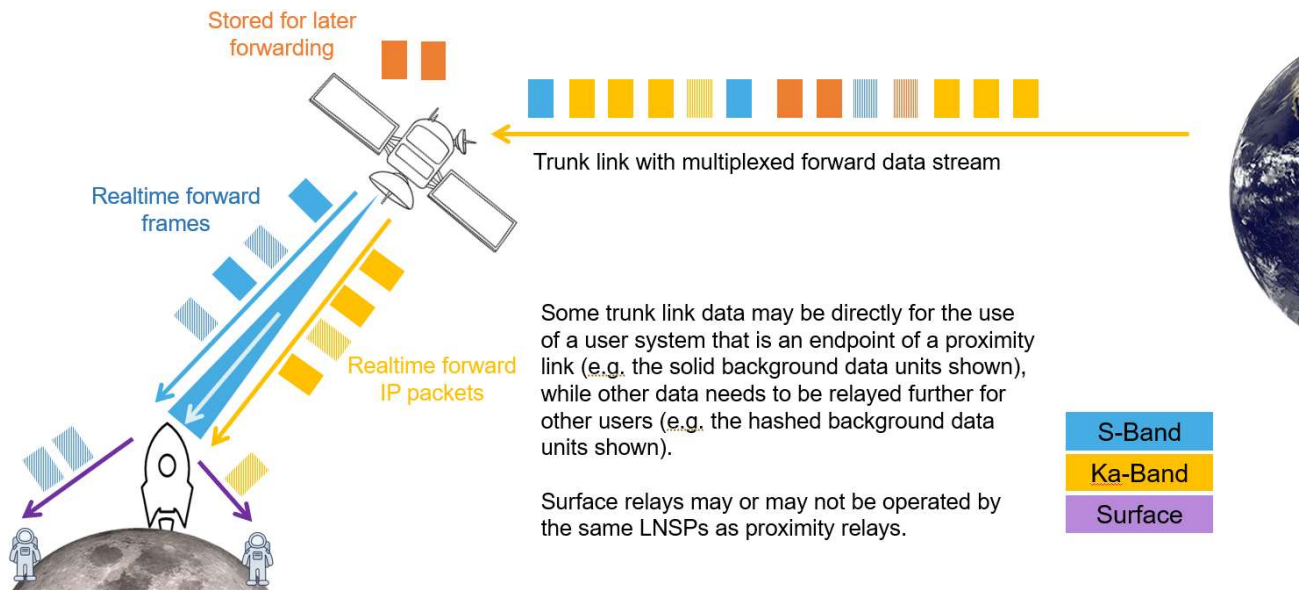 Stored for later
forwarding
Trunk link with multiplexed forward data stream
Realtime forward
frames
Realtime forward
IP packets
Some trunk link data may be directly for the use
of a user system that is an endpoint of a proximity
link (e.g. the solid background data units shown),
while other data needs to be relayed further for
other users (e.g. the hashed background data
units shown).
Surface relays may or may not be operated by
the same LNSPs as proximity relays.
S-Band
Ka-Band
Surface